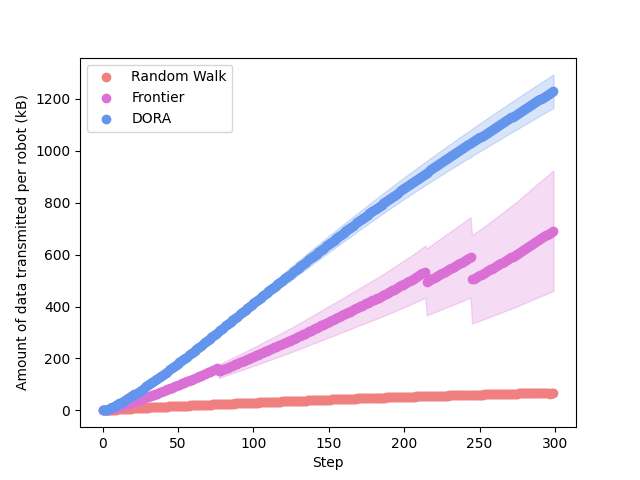 Random Walk
Frontier
DORA
Amount of data transmitted per robot (kB)
1200
1000
800
600
400
200
0
0 50 100 150 200 250 300
Step